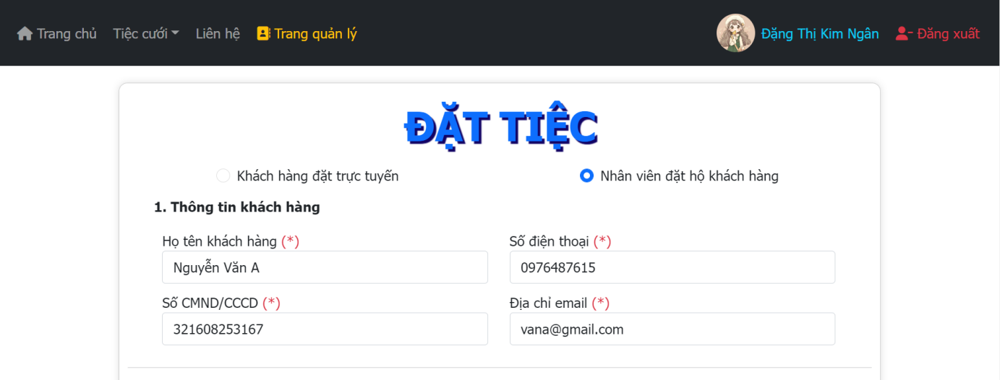 Trang chủ Tiệc cưới Liên hệ Trang quản lý Đặng Thị Kim Ngân Đăng xuất
ĐẶT TIỆC
Khách hàng đặt trực tuyến Nhân viên đặt hộ khách hàng
1. Thông tin khách hàng
Họ tên khách hàng (*) Số điện thoại (*)
Nguyễn Văn A 0976487615
Số CMND/CCCD (*) Địa chỉ email (*)
321608253167 vana@gmail.com